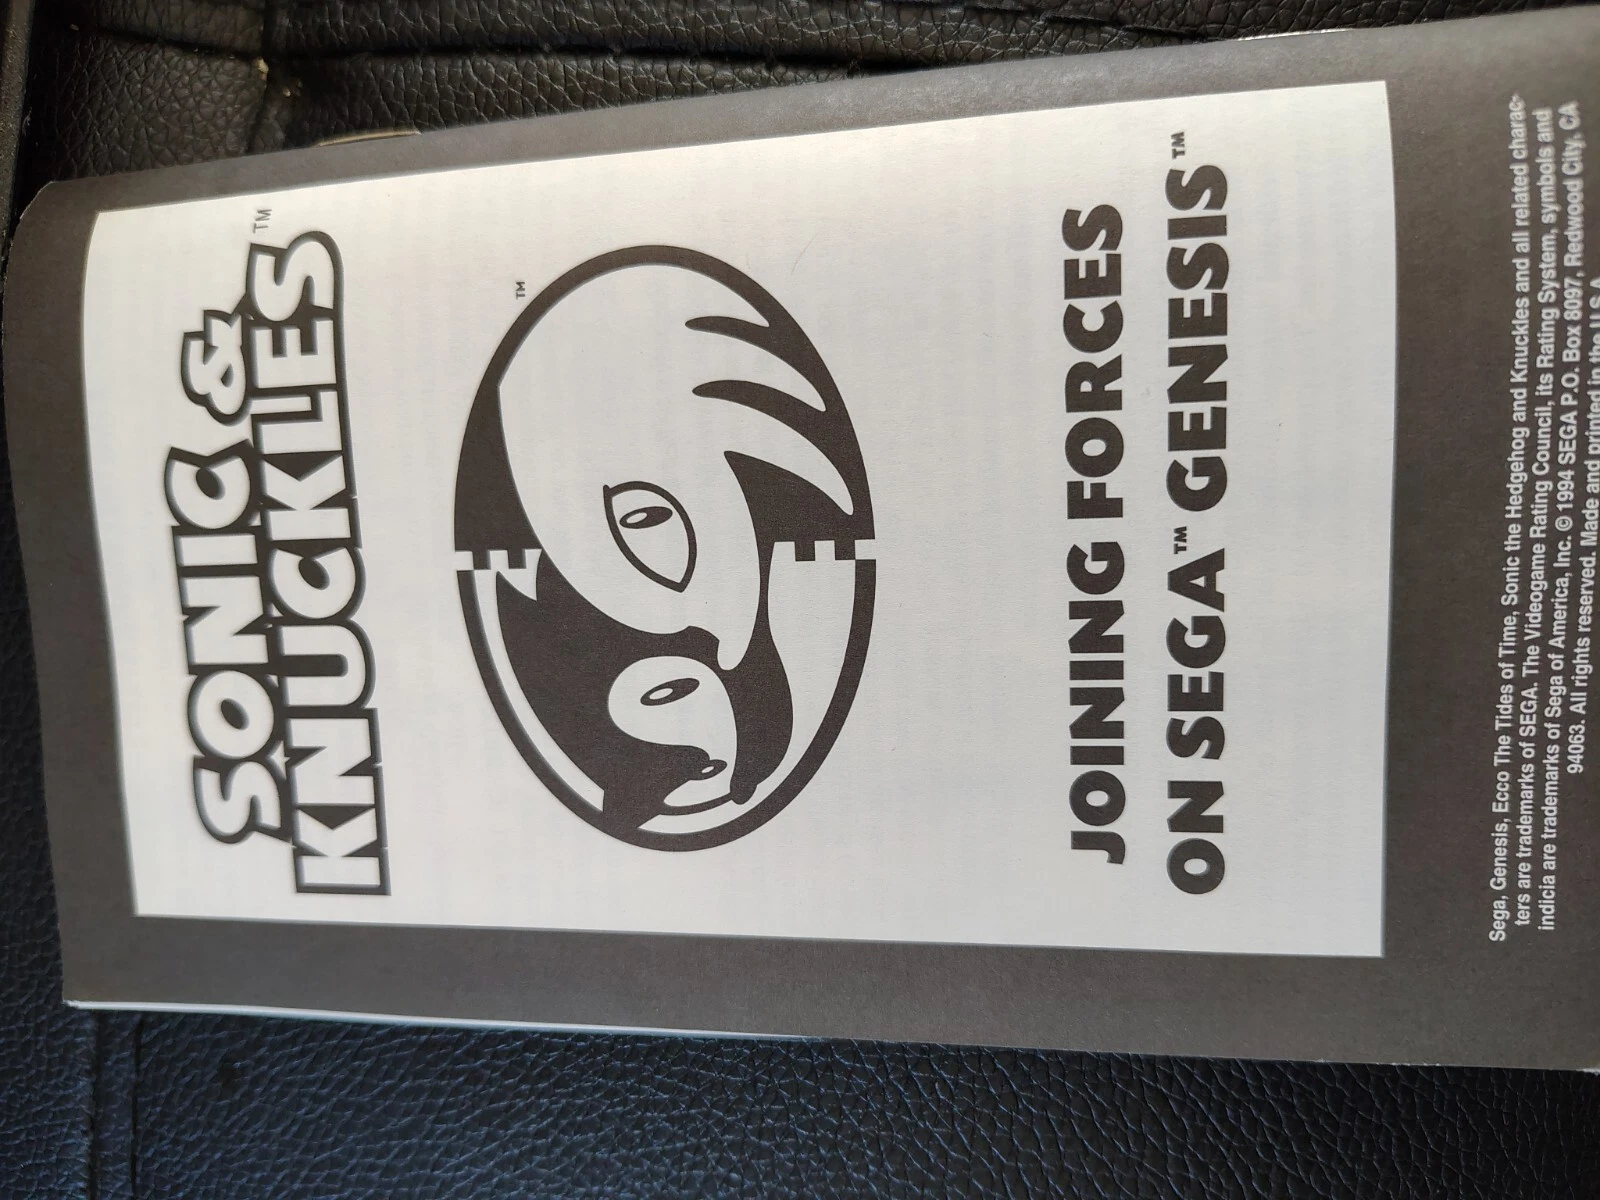 SONIC &
KNUCKLES™
™
JOINING FORCES
ON SEGA™ GENESIS™
Sega, Genesis, Ecco The Tides of Time, Sonic the Hedgehog and Knuckles and all related charac-
ters are trademarks of SEGA. The Videogame Rating Council, its Rating System, symbols and
indicia are trademarks of Sega of America, Inc. © 1994 SEGA P.O. Box 8097, Redwood City, CA
94063. All rights reserved. Made and printed in the U.S.A.